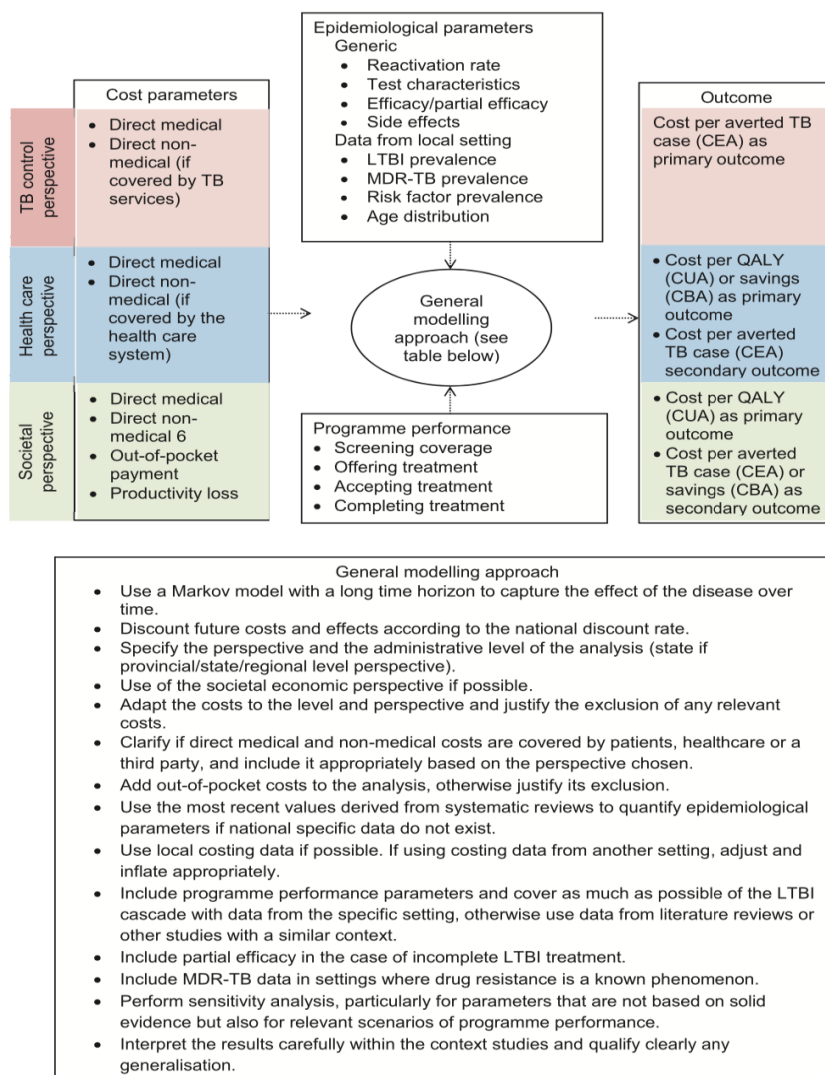 Cost parameters
TB control
perspective
• Direct medical
• Direct non-
medical (if
covered by TB
services)
Health care
perspective
• Direct medical
• Direct non-
medical (if
covered by the
health care
system)
Societal
perspective
• Direct medical
• Direct non-
medical 6
• Out-of-pocket
payment
• Productivity loss
Epidemiological parameters
Generic
• Reactivation rate
• Test characteristics
• Efficacy/partial efficacy
• Side effects
Data from local setting
• LTBI prevalence
• MDR-TB prevalence
• Risk factor prevalence
• Age distribution
General
modelling
approach (see
table below)
Programme performance
• Screening coverage
• Offering treatment
• Accepting treatment
• Completing treatment
Outcome
Cost per averted TB
case (CEA) as
primary outcome
• Cost per QALY
(CUA) or savings
(CBA) as primary
outcome
• Cost per averted
TB case (CEA)
secondary outcome
• Cost per QALY
(CUA) as primary
outcome
• Cost per averted
TB case (CEA) or
savings (CBA) as
secondary outcome
General modelling approach
• Use a Markov model with a long time horizon to capture the effect of the disease over
time.
• Discount future costs and effects according to the national discount rate.
• Specify the perspective and the administrative level of the analysis (state if
provincial/state/regional level perspective).
• Use of the societal economic perspective if possible.
• Adapt the costs to the level and perspective and justify the exclusion of any relevant
costs.
• Clarify if direct medical and non-medical costs are covered by patients, healthcare or a
third party, and include it appropriately based on the perspective chosen.
• Add out-of-pocket costs to the analysis, otherwise justify its exclusion.
• Use the most recent values derived from systematic reviews to quantify epidemiological
parameters if national specific data do not exist.
• Use local costing data if possible. If using costing data from another setting, adjust and
inflate appropriately.
• Include programme performance parameters and cover as much as possible of the LTBI
cascade with data from the specific setting, otherwise use data from literature reviews or
other studies with a similar context.
• Include partial efficacy in the case of incomplete LTBI treatment.
• Include MDR-TB data in settings where drug resistance is a known phenomenon.
• Perform sensitivity analysis, particularly for parameters that are not based on solid
evidence but also for relevant scenarios of programme performance.
• Interpret the results carefully within the context studies and qualify clearly any
generalisation.